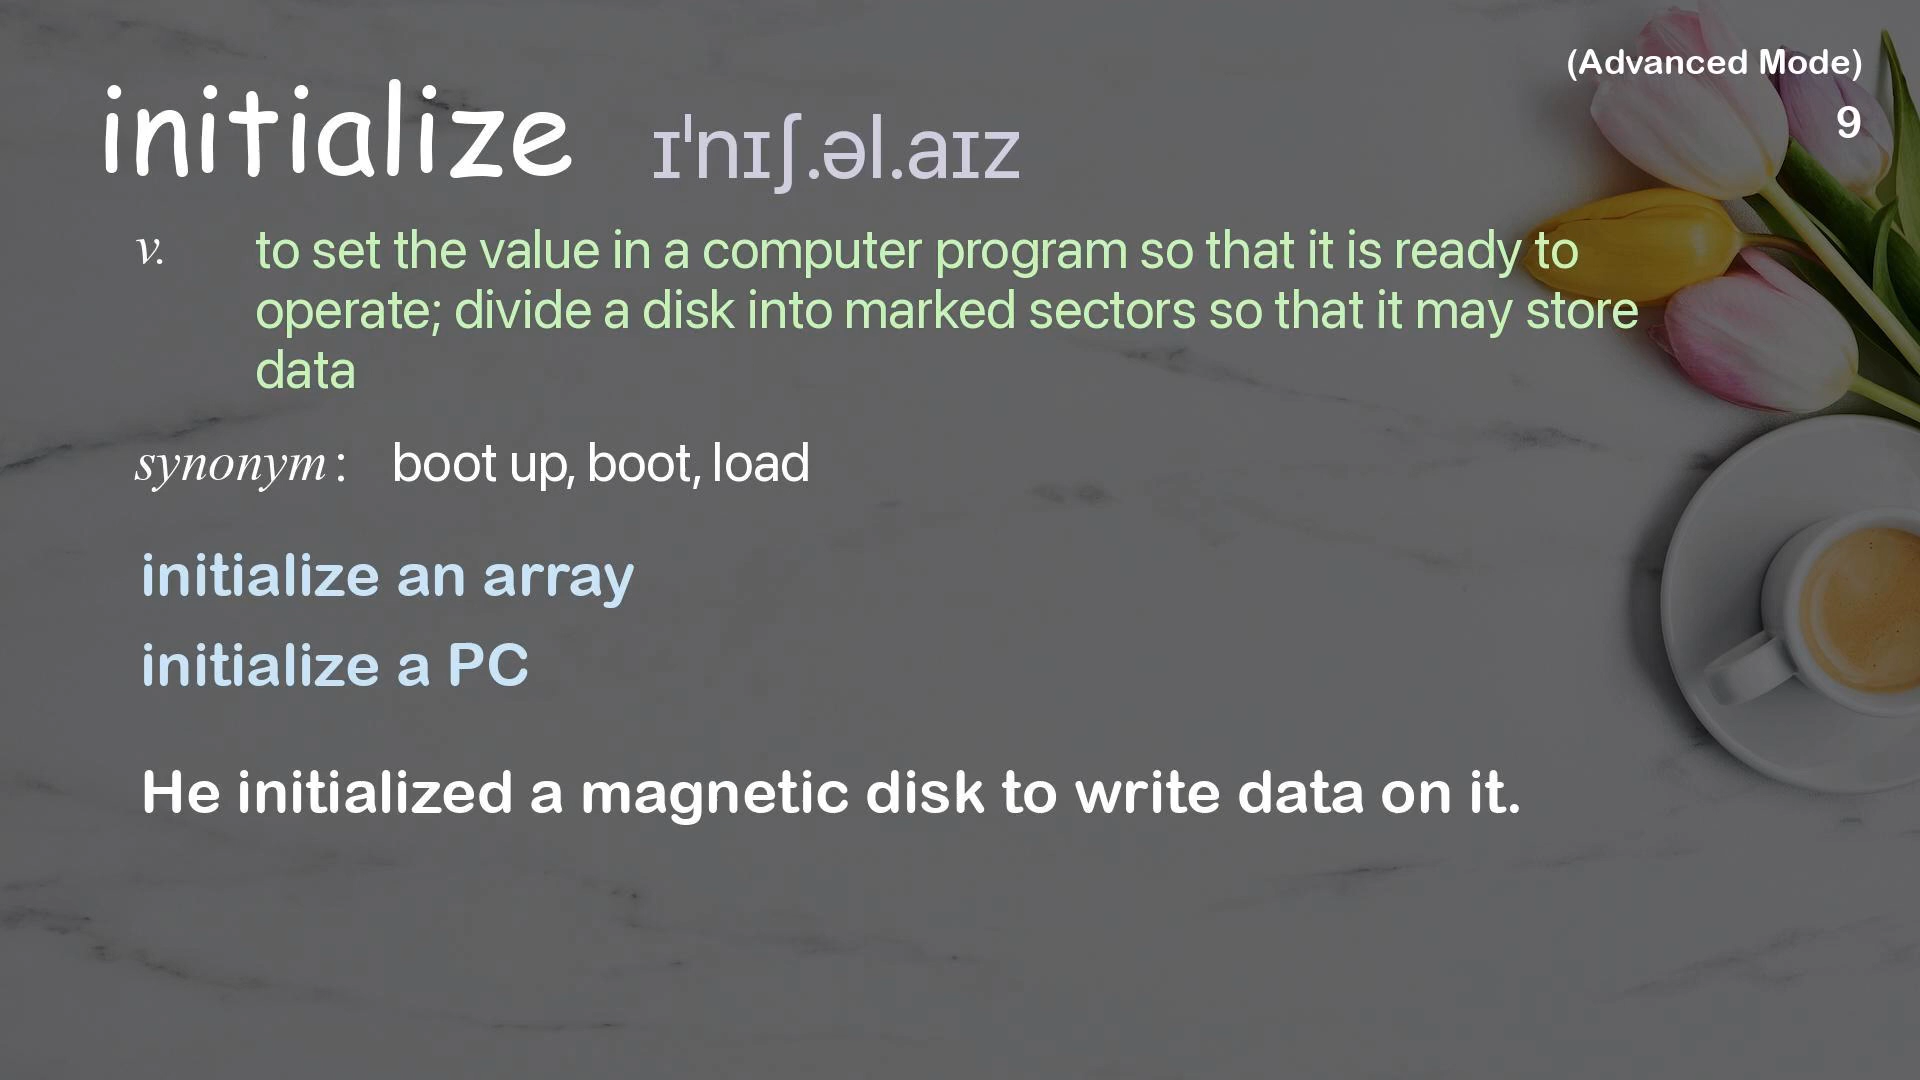 (Advanced Mode)
9
initialize ɪˈnɪʃ.əl.aɪz
v. to set the value in a computer program so that it is ready to
operate; divide a disk into marked sectors so that it may store
data
synonym: boot up, boot, load
initialize an array
initialize a PC
He initialized a magnetic disk to write data on it.